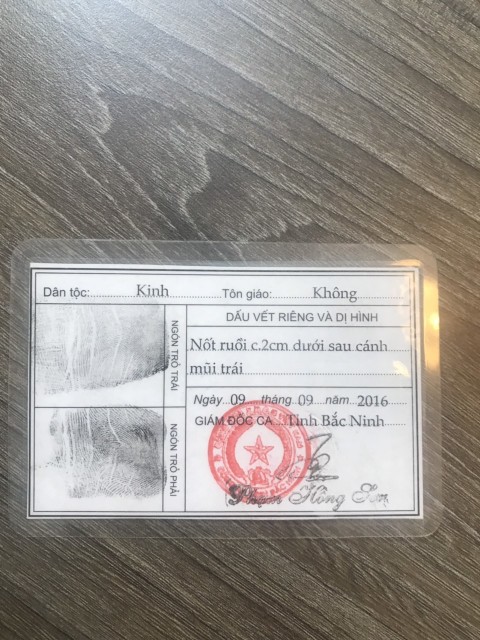 Dân tộc: Kinh Tôn giáo: Không
DẤU VẾT RIÊNG VÀ DỊ HÌNH
Nốt ruồi c.2cm dưới sau cánh
mũi trái
Ngày 09 tháng 09 năm 2016
GIÁM ĐỐC CA Tỉnh Bắc Ninh
NGÓN TRỎ TRÁI
NGÓN TRỎ PHẢI
Hồng Sơn